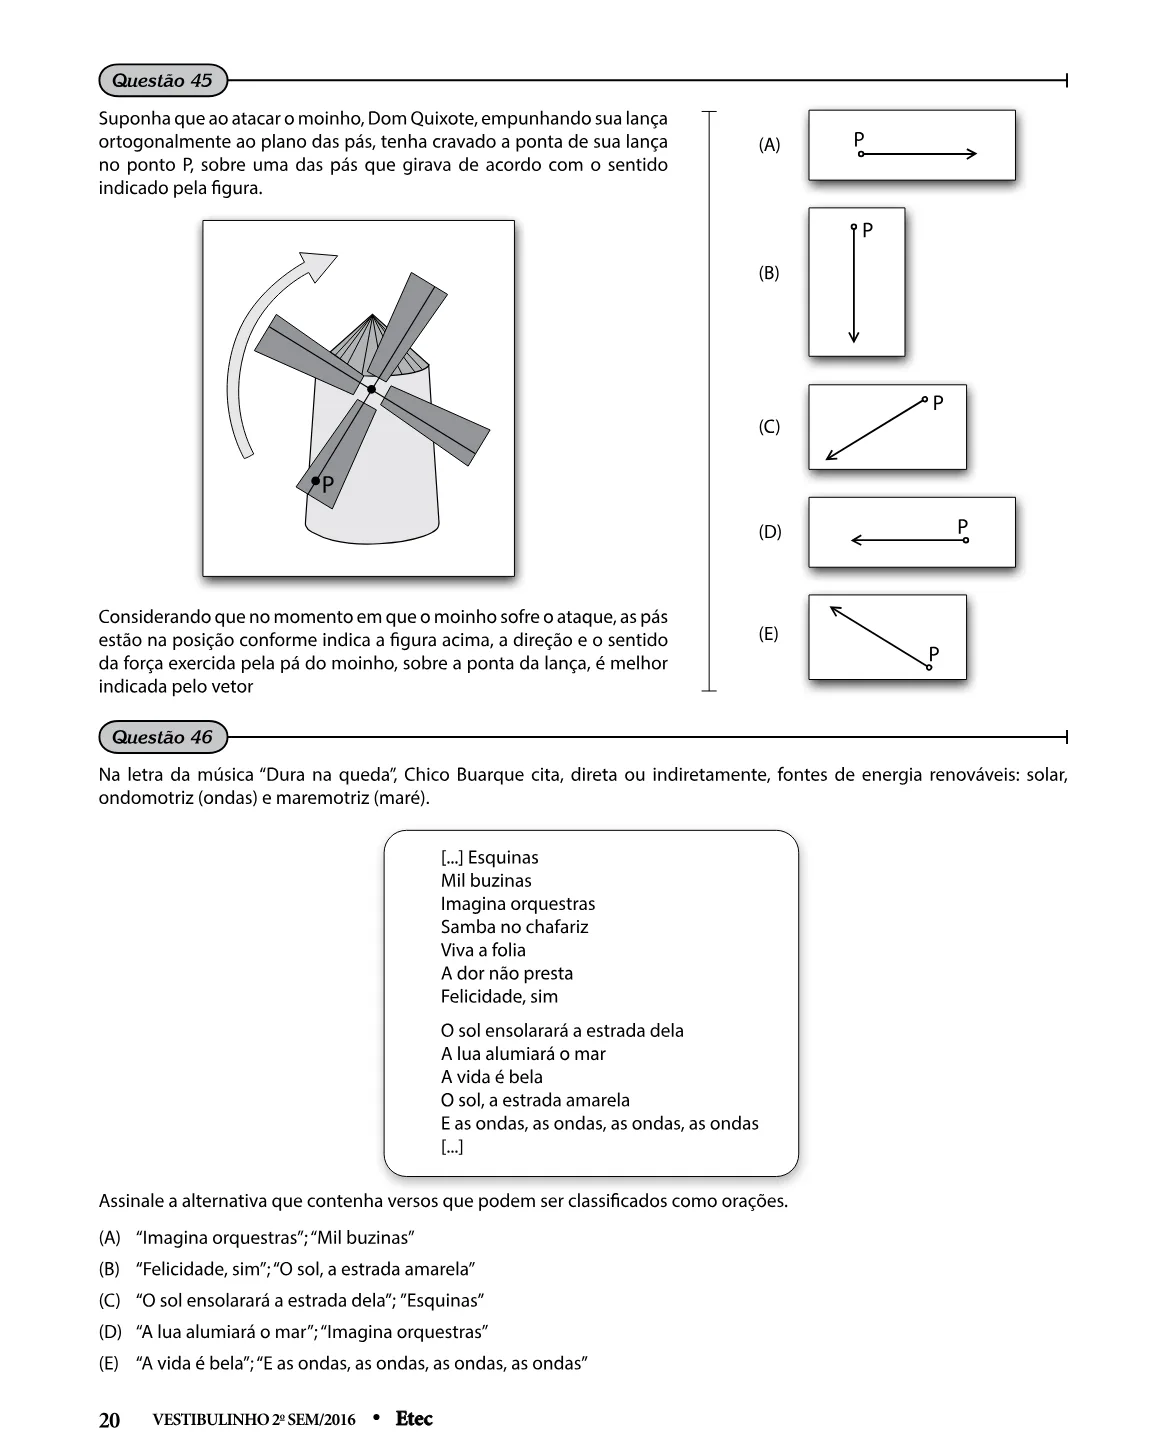 Questão 45
Suponha que ao atacar o moinho, Dom Quixote, empunhando sua lança
ortogonalmente ao plano das pás, tenha cravado a ponta de sua lança
no ponto P, sobre uma das pás que girava de acordo com o sentido
indicado pela figura.
P
Considerando que no momento em que o moinho sofre o ataque, as pás
estão na posição conforme indica a figura acima, a direção e o sentido
da força exercida pela pá do moinho, sobre a ponta da lança, é melhor
indicada pelo vetor
(A)
P
(B)
P
(C)
P
(D)
P
(E)
P
Questão 46
Na letra da música “Dura na queda”, Chico Buarque cita, direta ou indiretamente, fontes de energia renováveis: solar,
ondomotriz (ondas) e maremotriz (maré).
[...] Esquinas
Mil buzinas
Imagina orquestras
Samba no chafariz
Viva a folia
A dor não presta
Felicidade, sim
O sol ensolarará a estrada dela
A lua alumiará o mar
A vida é bela
O sol, a estrada amarela
E as ondas, as ondas, as ondas, as ondas
[...]
Assinale a alternativa que contenha versos que podem ser classificados como orações.
(A) “Imagina orquestras”; “Mil buzinas”
(B) “Felicidade, sim”; “O sol, a estrada amarela”
(C) “O sol ensolarará a estrada dela”; ”Esquinas”
(D) “A lua alumiará o mar”; “Imagina orquestras”
(E) “A vida é bela”; “E as ondas, as ondas, as ondas, as ondas”
20 VESTIBULINHO 2º SEM/2016 • Etec